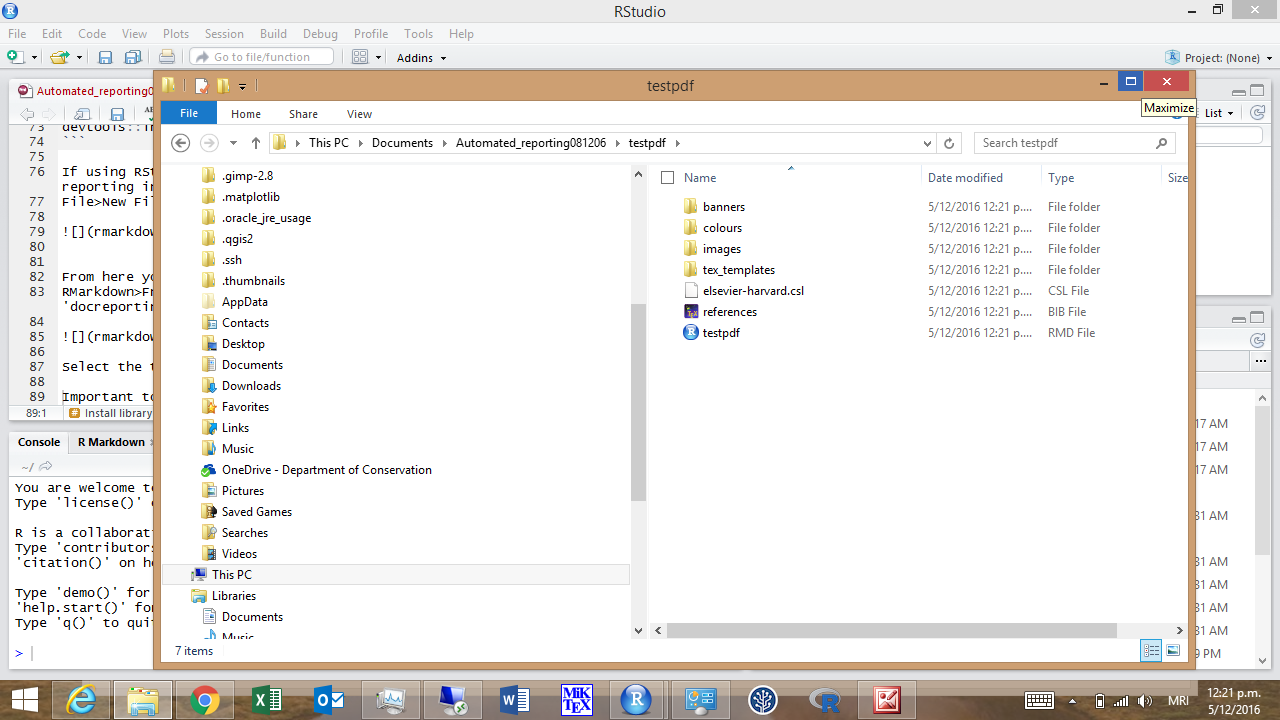 RStudio
File Edit Code View Plots Session Build Debug Profile Tools Help
Go to file/function Addins Project: (None)
Automated_reporting0
testpdf
Maximize
File Home Share View
List
This PC Documents Automated_reporting081206 testpdf
Search testpdf
73 devtools::in
74 ```
75
76 If using RSt
reporting in
77 File>New Fil
78
79 ![](rmarkdow
80
81
82 From here yo
83 RMarkdown>Fr
'docreportin
84
85 ![](rmarkdow
86
87 Select the t
88
89 Important to
89:1 Install library
Console R Markdown
~/
You are welcome to
Type 'license()'
R is a collaborati
Type 'contributors
'citation()' on ho
Type 'demo()' for
'help.start()' for
Type 'q()' to quit
>
.gimp-2.8
.matplotlib
.oracle_jre_usage
.qgis2
.ssh
.thumbnails
AppData
Contacts
Desktop
Documents
Downloads
Favorites
Links
Music
OneDrive - Department of Conservation
Pictures
Saved Games
Searches
Videos
This PC
Libraries
Documents
Music
Name Date modified Type Size
banners 5/12/2016 12:21 p.... File folder
colours 5/12/2016 12:21 p.... File folder
images 5/12/2016 12:21 p.... File folder
tex_templates 5/12/2016 12:21 p.... File folder
elsevier-harvard.csl 5/12/2016 12:21 p.... CSL File
references 5/12/2016 12:21 p.... BIB File
testpdf 5/12/2016 12:21 p.... RMD File
17 AM
17 AM
17 AM
31 AM
31 AM
31 AM
31 AM
31 AM
9 PM
7 items
MiK
TEX
MRI
12:21 p.m.
5/12/2016